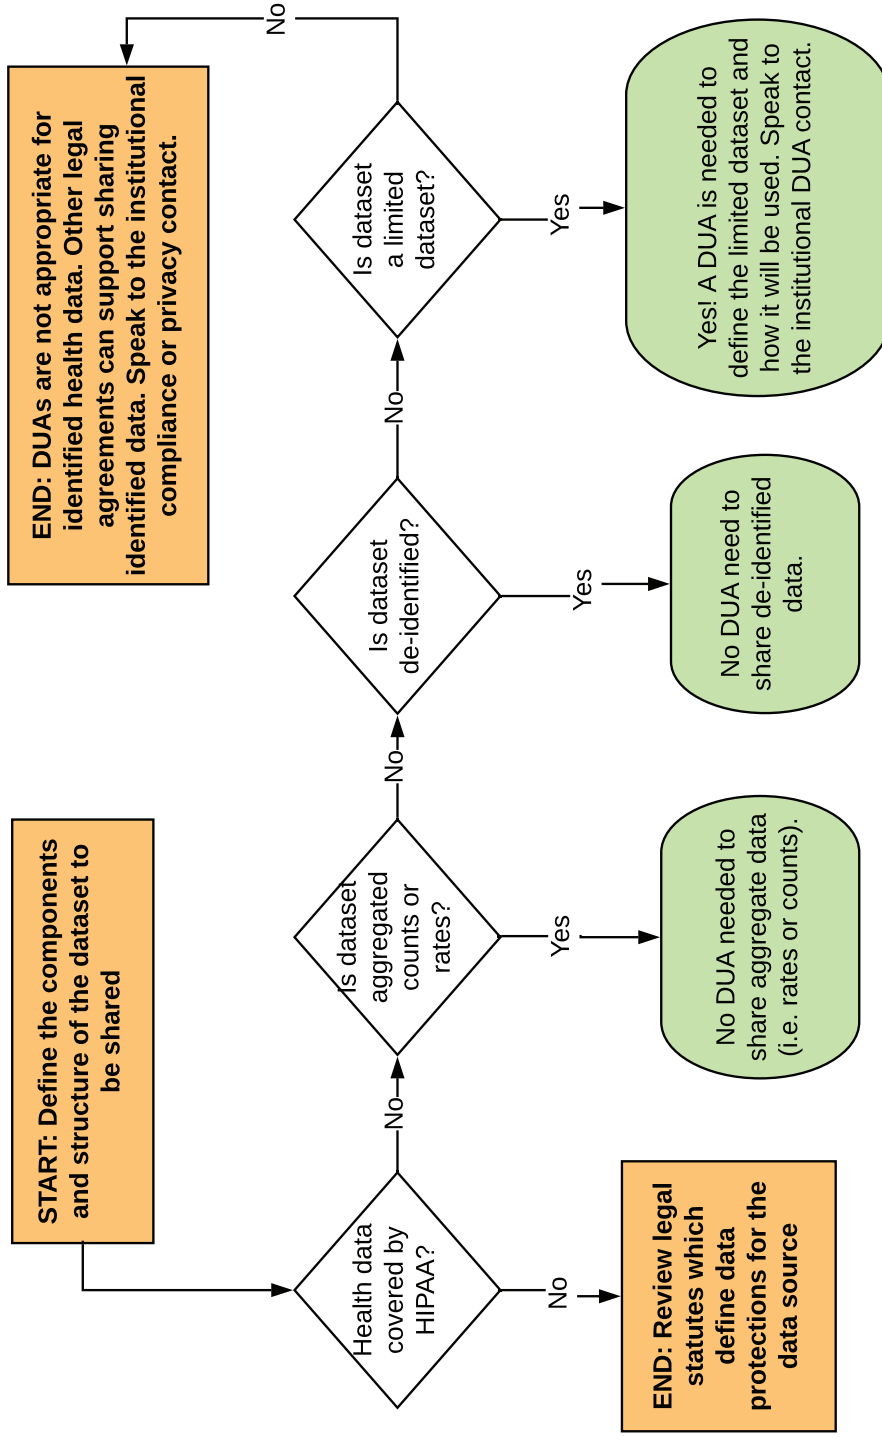 START: Define the components
and structure of the dataset to
be shared
Health data
covered by
HIPAA?
No
END: Review legal
statutes which
define data
protections for the
data source
No
Is dataset
aggregated
counts or
rates?
Yes
No DUA needed to
share aggregate data
(i.e. rates or counts).
No
Is dataset
de-identified?
Yes
No DUA need to
share de-identified
data.
No
Is dataset
a limited
dataset?
Yes
Yes! A DUA is needed to
define the limited dataset and
how it will be used. Speak to
the institutional DUA contact.
No
END: DUAs are not appropriate for
identified health data. Other legal
agreements can support sharing
identified data. Speak to the institutional
compliance or privacy contact.